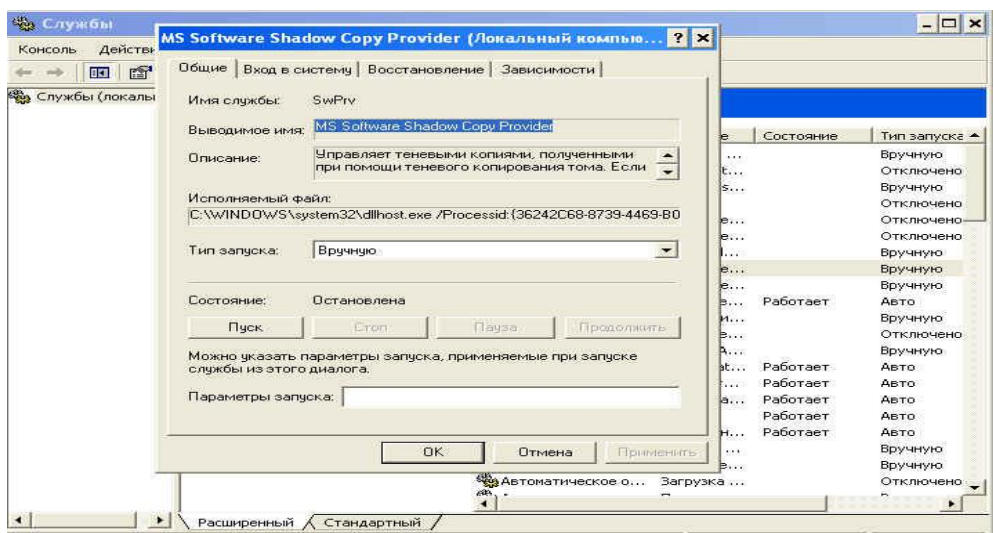 Службы
Консоль Действи
Службы (локалы
MS Software Shadow Copy Provider (Локальный компью...
Общие Вход в систему Восстановление Зависимости
Имя службы: SwPrv
Выводимое имя: MS Software Shadow Copy Provider
Описание: Управляет теневыми копиями, полученными
при помощи теневого копирования тома. Если
Исполняемый файл:
C:\WINDOWS\system32\dllhost.exe /Processid:{36242C68-8739-4469-B0
Тип запуска: Вручную
Состояние: Остановлена
Пуск Стоп Пауза Продолжить
Можно указать параметры запуска, применяемые при запуске
службы из этого диалога.
Параметры запуска:
OK Отмена Применить
Состояние Тип запуска
Вручную
Отключено
Вручную
Отключено
Отключено
Отключено
Вручную
Вручную
Вручную
Работает Авто
Вручную
Отключено
Вручную
Работает Авто
Работает Авто
Работает Авто
Работает Авто
Работает Авто
Вручную
Вручную
Автоматическое о... Загрузка ... Отключено
Расширенный Стандартный